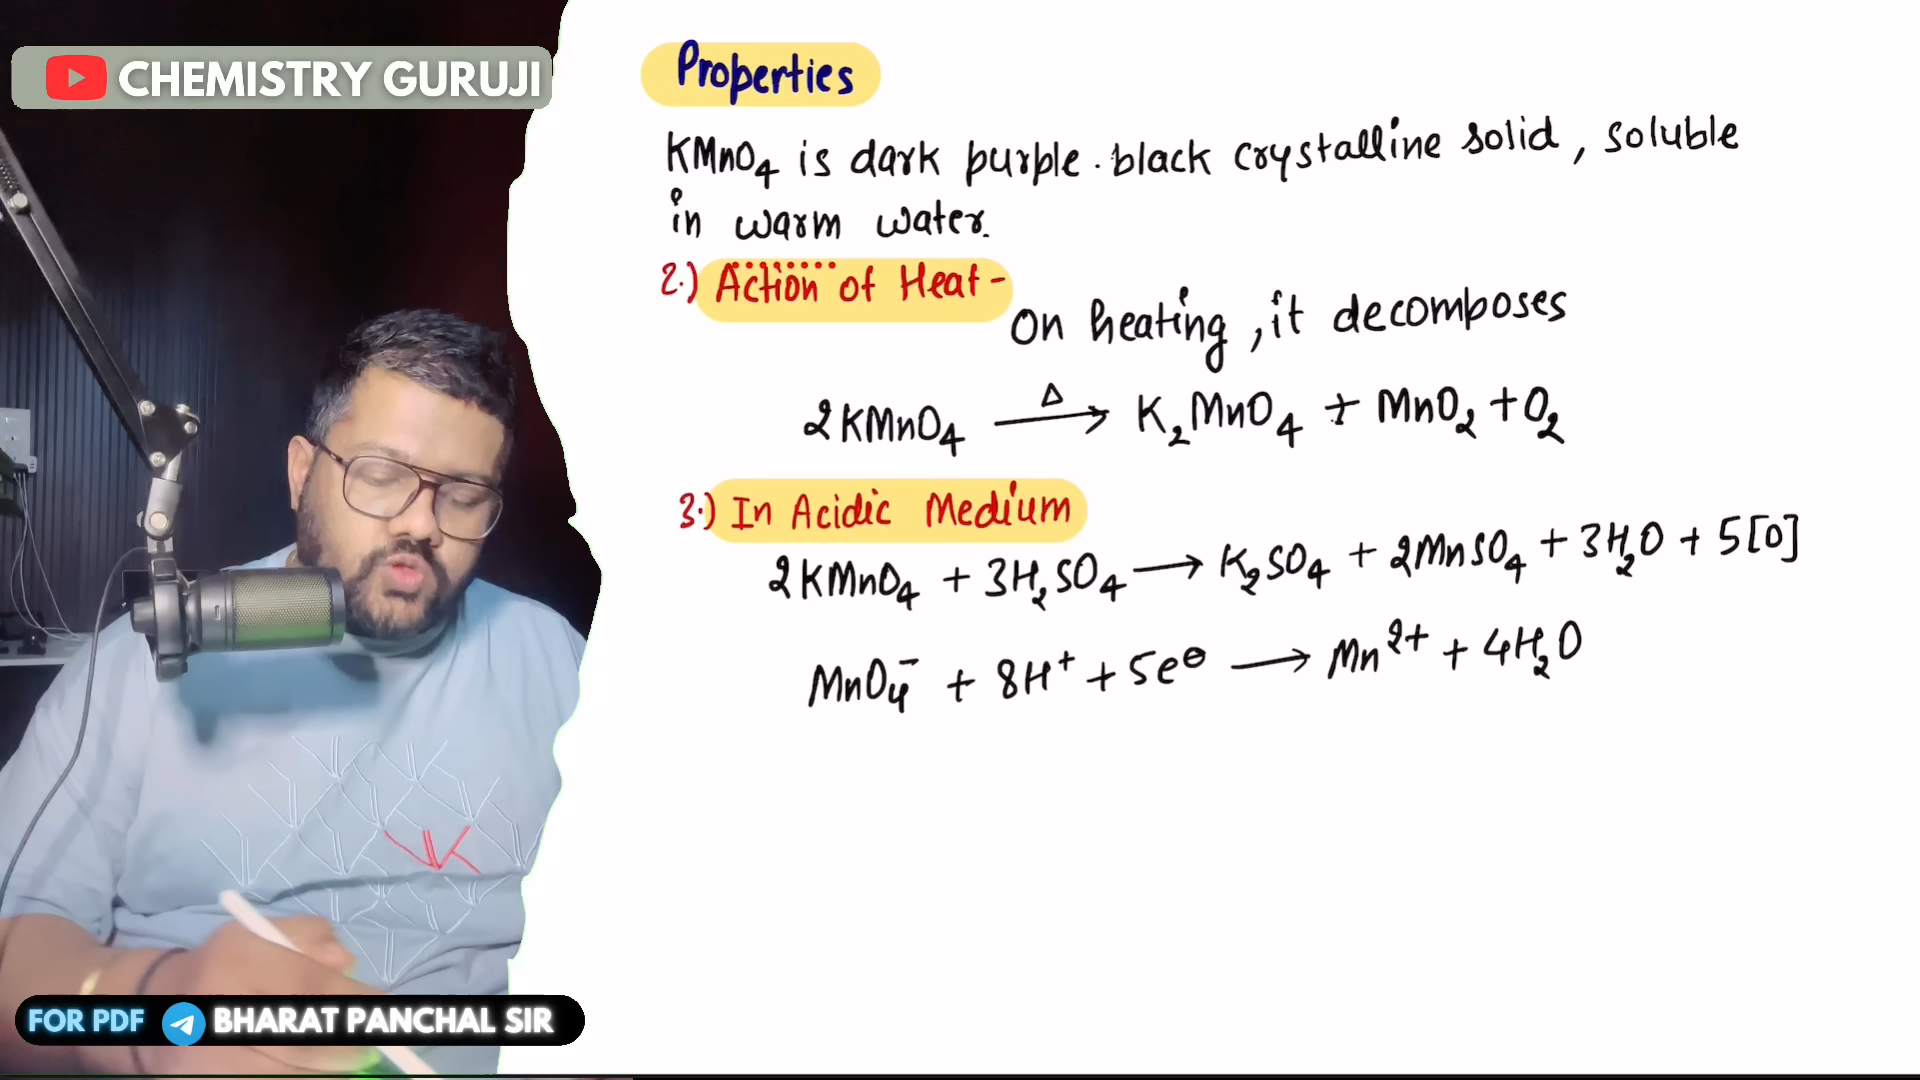 CHEMISTRY GURUJI
Properties
KMnO₄ is dark purple-black crystalline solid, soluble
in warm water.
2.) Action of Heat-
On heating, it decomposes
2KMnO₄ —Δ→ K₂MnO₄ + MnO₂ + O₂
3.) In Acidic Medium
2KMnO₄ + 3H₂SO₄ → K₂SO₄ + 2MnSO₄ + 3H₂O + 5[O]
MnO₄⁻ + 8H⁺ + 5e⊖ → Mn²⁺ + 4H₂O
FOR PDF BHARAT PANCHAL SIR